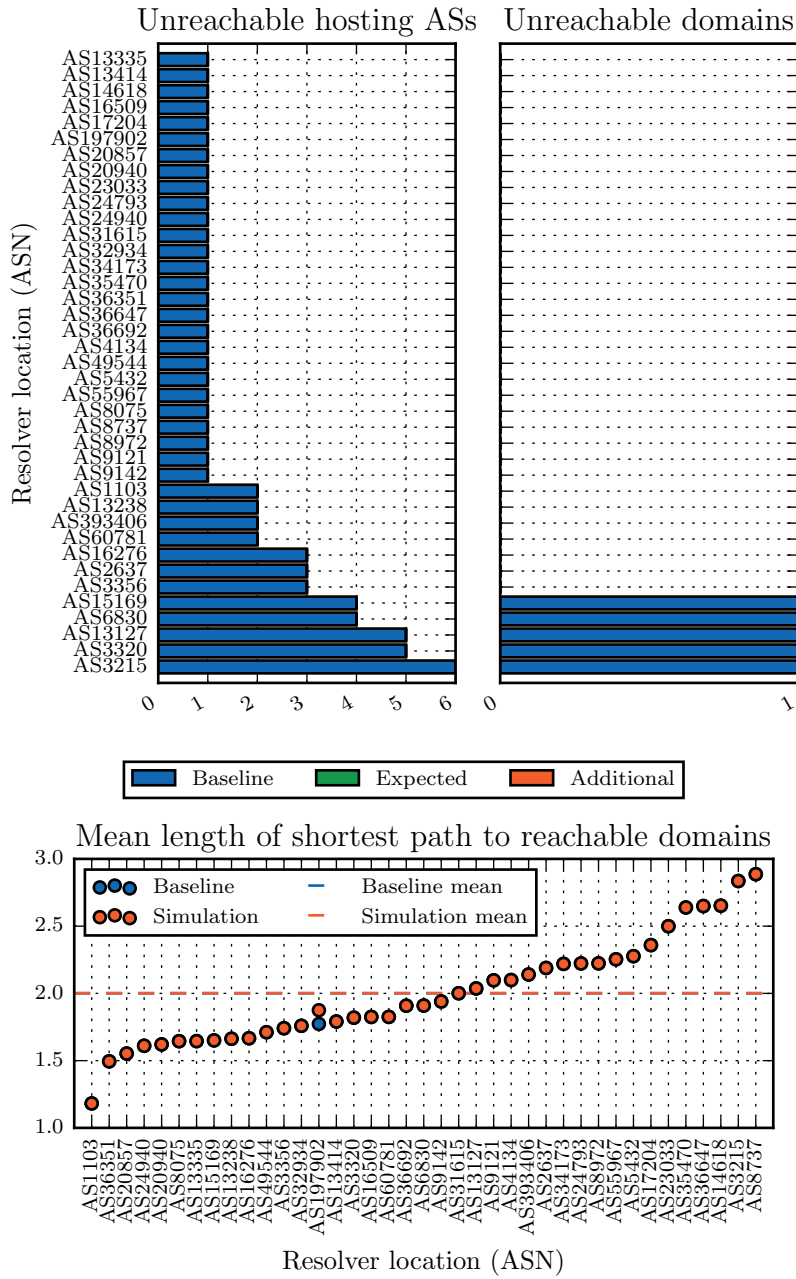 Unreachable hosting ASs
Unreachable domains
Resolver location (ASN)
AS13335
AS13414
AS14618
AS16509
AS17204
AS197902
AS20857
AS20940
AS23033
AS24793
AS24940
AS31615
AS32934
AS34173
AS35470
AS36351
AS36647
AS36692
AS4134
AS49544
AS5432
AS55967
AS8075
AS8737
AS8972
AS9121
AS9142
AS1103
AS13238
AS393406
AS60781
AS16276
AS2637
AS3356
AS15169
AS6830
AS13127
AS3320
AS3215
0 1 2 3 4 5 6
0 1
Baseline Expected Additional
Mean length of shortest path to reachable domains
3.0
2.5
2.0
1.5
1.0
Baseline Baseline mean
Simulation Simulation mean
AS1103
AS36351
AS20857
AS24940
AS20940
AS8075
AS13335
AS15169
AS13238
AS16276
AS49544
AS3356
AS32934
AS197902
AS13414
AS3320
AS16509
AS60781
AS36692
AS6830
AS9142
AS31615
AS13127
AS9121
AS4134
AS393406
AS2637
AS34173
AS24793
AS8972
AS55967
AS5432
AS17204
AS23033
AS35470
AS36647
AS14618
AS3215
AS8737
Resolver location (ASN)